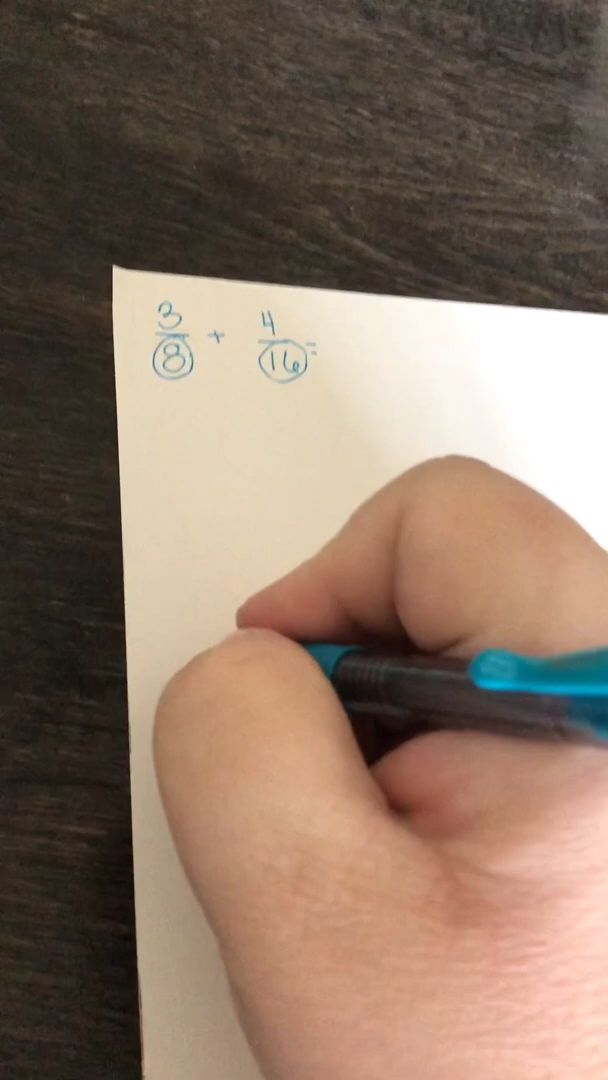 3/8 + 4/16 =